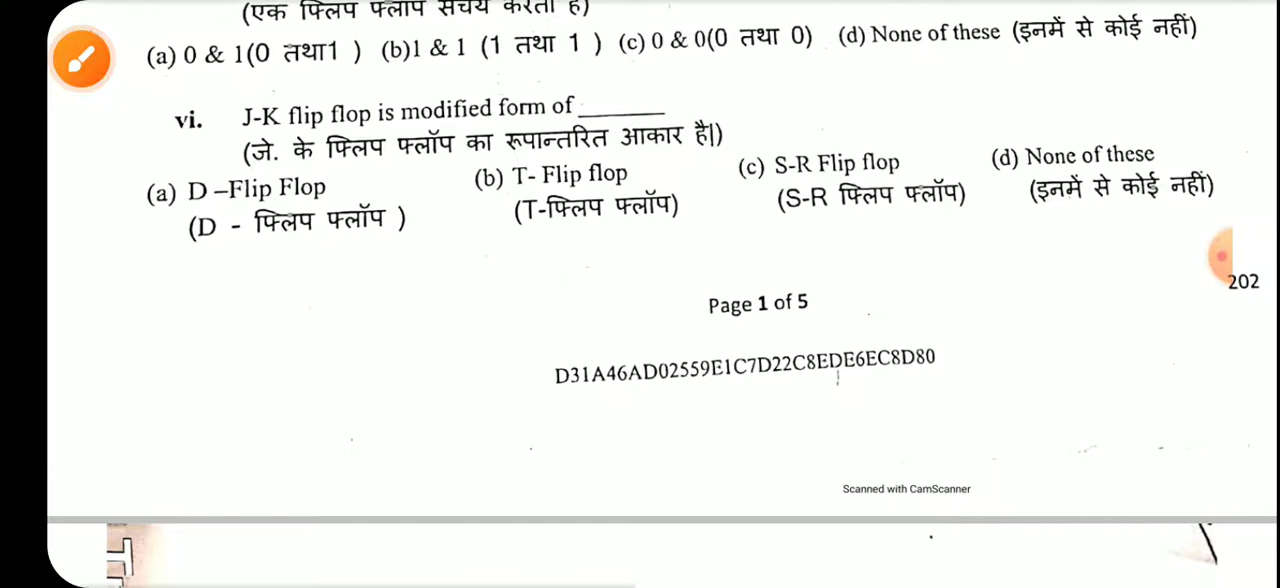 (एक फ्लिप फ्लॉप संचय करता है)
(a) 0 & 1(0 तथा1 ) (b)1 & 1 (1 तथा 1 ) (c) 0 & 0(0 तथा 0) (d) None of these (इनमें से कोई नहीं)
vi. J-K flip flop is modified form of _______
(जे. के फ्लिप फ्लॉप का रूपान्तरित आकार है|)
(a) D –Flip Flop (b) T- Flip flop (c) S-R Flip flop (d) None of these
(D - फ्लिप फ्लॉप ) (T-फ्लिप फ्लॉप) (S-R फ्लिप फ्लॉप) (इनमें से कोई नहीं)
202
Page 1 of 5
D31A46AD02559E1C7D22C8EDE6EC8D80
Scanned with CamScanner